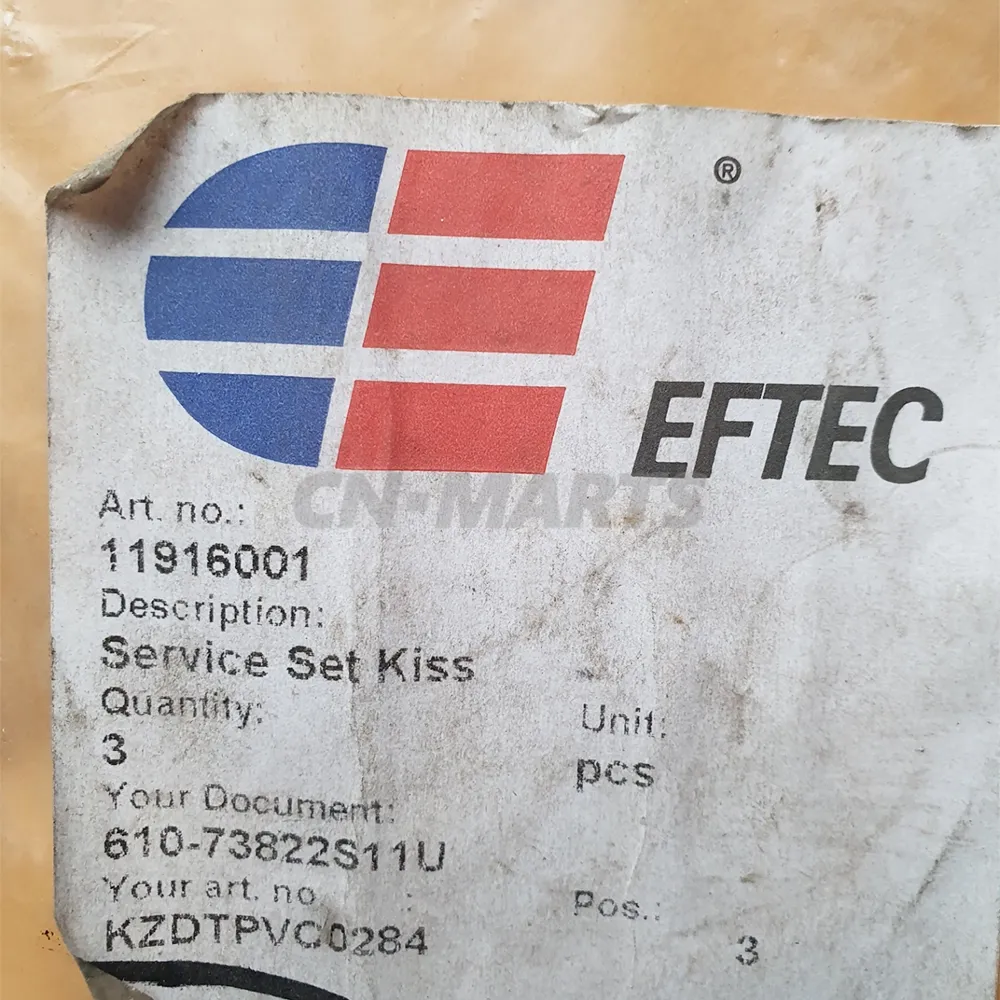 ®
EFTEC
CN-MARTS
Art. no.:
11916001
Description:
Service Set Kiss
Quantity: Unit:
3 pcs
Your Document:
610-73822S11U
Your art. no : Pos.:
KZDTPVC0284 3